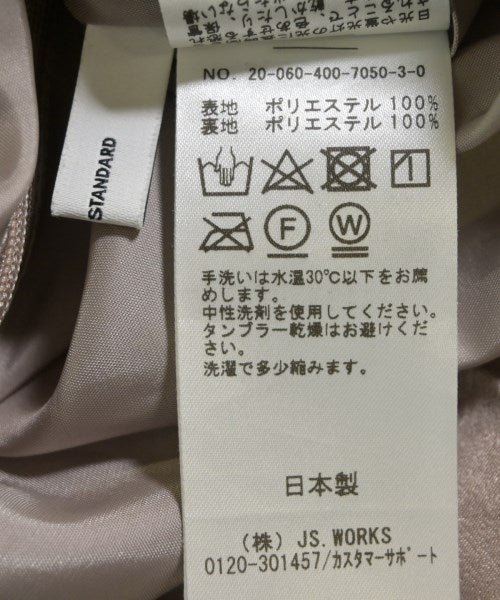 NO. 20-060-400-7050-3-0
表地 ポリエステル 100%
裏地 ポリエステル 100%
F
W
手洗いは水温30℃以下をお薦
めします。
中性洗剤を使用してください。
タンブラー乾燥はお避けくだ
さい。
洗濯で多少縮みます。
日本製
(株) JS.WORKS
0120-301457/カスタマーサポート
STANDARD